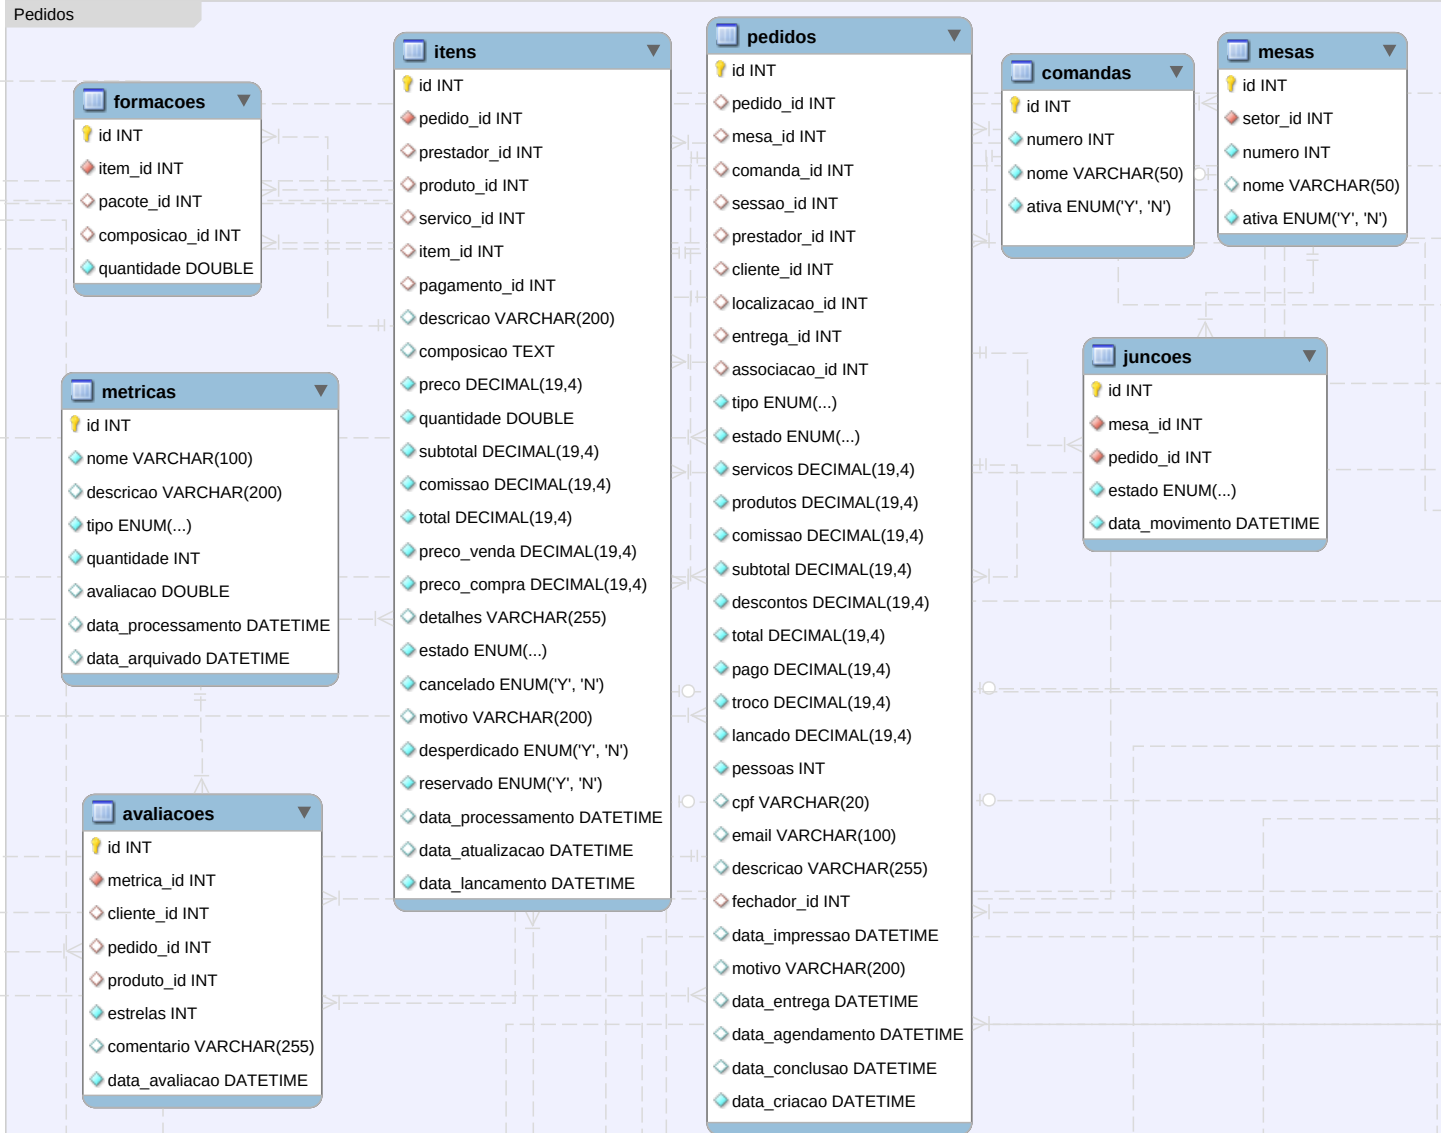 Pedidos
formacoes
id INT
item_id INT
pacote_id INT
composicao_id INT
quantidade DOUBLE
metricas
id INT
nome VARCHAR(100)
descricao VARCHAR(200)
tipo ENUM(...)
quantidade INT
avaliacao DOUBLE
data_processamento DATETIME
data_arquivado DATETIME
avaliacoes
id INT
metrica_id INT
cliente_id INT
pedido_id INT
produto_id INT
estrelas INT
comentario VARCHAR(255)
data_avaliacao DATETIME
itens
id INT
pedido_id INT
prestador_id INT
produto_id INT
servico_id INT
item_id INT
pagamento_id INT
descricao VARCHAR(200)
composicao TEXT
preco DECIMAL(19,4)
quantidade DOUBLE
subtotal DECIMAL(19,4)
comissao DECIMAL(19,4)
total DECIMAL(19,4)
preco_venda DECIMAL(19,4)
preco_compra DECIMAL(19,4)
detalhes VARCHAR(255)
estado ENUM(...)
cancelado ENUM('Y', 'N')
motivo VARCHAR(200)
desperdicado ENUM('Y', 'N')
reservado ENUM('Y', 'N')
data_processamento DATETIME
data_atualizacao DATETIME
data_lancamento DATETIME
pedidos
id INT
pedido_id INT
mesa_id INT
comanda_id INT
sessao_id INT
prestador_id INT
cliente_id INT
localizacao_id INT
entrega_id INT
associacao_id INT
tipo ENUM(...)
estado ENUM(...)
servicos DECIMAL(19,4)
produtos DECIMAL(19,4)
comissao DECIMAL(19,4)
subtotal DECIMAL(19,4)
descontos DECIMAL(19,4)
total DECIMAL(19,4)
pago DECIMAL(19,4)
troco DECIMAL(19,4)
lancado DECIMAL(19,4)
pessoas INT
cpf VARCHAR(20)
email VARCHAR(100)
descricao VARCHAR(255)
fechador_id INT
data_impressao DATETIME
motivo VARCHAR(200)
data_entrega DATETIME
data_agendamento DATETIME
data_conclusao DATETIME
data_criacao DATETIME
comandas
id INT
numero INT
nome VARCHAR(50)
ativa ENUM('Y', 'N')
mesas
id INT
setor_id INT
numero INT
nome VARCHAR(50)
ativa ENUM('Y', 'N')
juncoes
id INT
mesa_id INT
pedido_id INT
estado ENUM(...)
data_movimento DATETIME